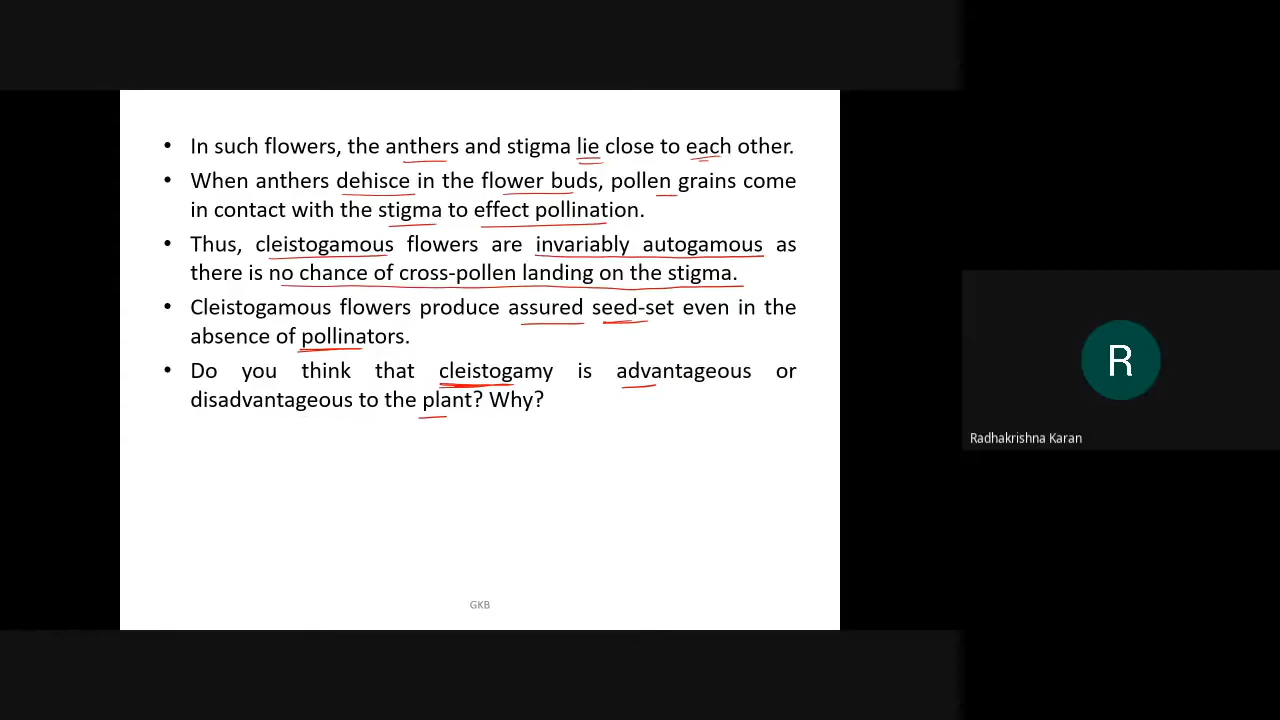 • In such flowers, the anthers and stigma lie close to each other.
• When anthers dehisce in the flower buds, pollen grains come
in contact with the stigma to effect pollination.
• Thus, cleistogamous flowers are invariably autogamous as
there is no chance of cross-pollen landing on the stigma.
• Cleistogamous flowers produce assured seed-set even in the
absence of pollinators.
• Do you think that cleistogamy is advantageous or
disadvantageous to the plant? Why?
GKB
R
Radhakrishna Karan